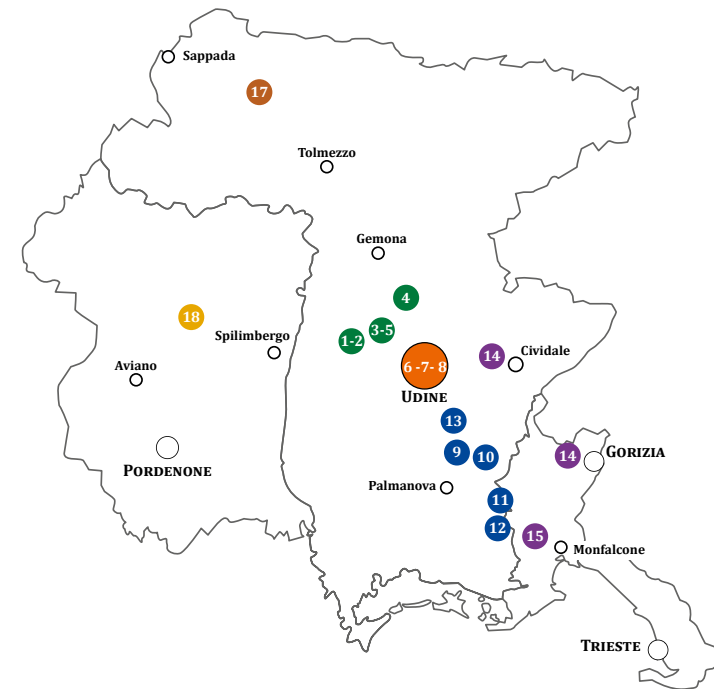 Sappada
17
Tolmezzo
Gemona
4
18
3-5
Spilimbergo
1-2
14
Cividale
Aviano
6 -7- 8
UDINE
13
PORDENONE
9
10
14
GORIZIA
Palmanova
11
12
15
Monfalcone
TRIESTE